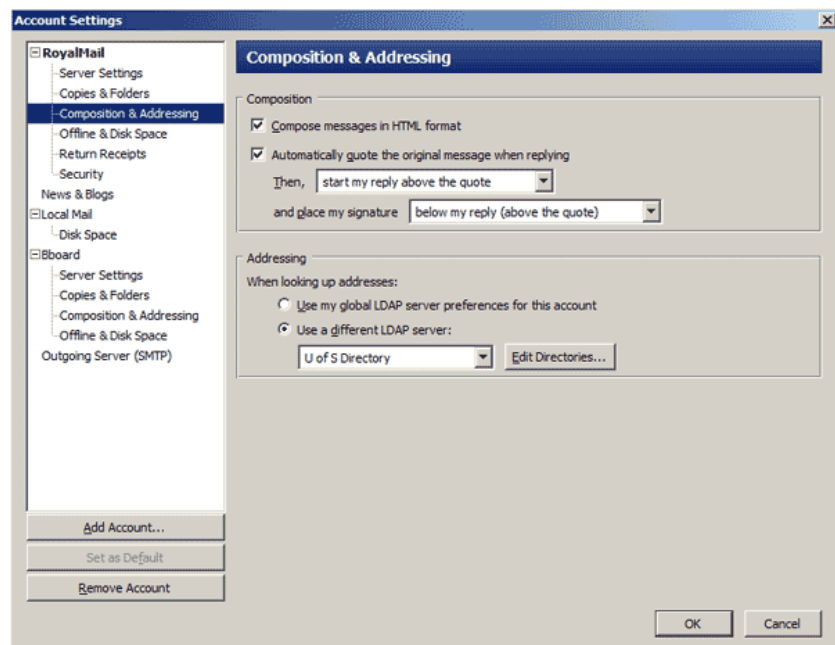 Account Settings
RoyalMail
Server Settings
Copies & Folders
Composition & Addressing
Offline & Disk Space
Return Receipts
Security
News & Blogs
Local Mail
Disk Space
Bboard
Server Settings
Copies & Folders
Composition & Addressing
Offline & Disk Space
Outgoing Server (SMTP)
Add Account...
Set as Default
Remove Account
Composition & Addressing
Composition
Compose messages in HTML format
Automatically quote the original message when replying
Then, start my reply above the quote
and place my signature below my reply (above the quote)
Addressing
When looking up addresses:
Use my global LDAP server preferences for this account
Use a different LDAP server:
U of S Directory Edit Directories...
OK Cancel